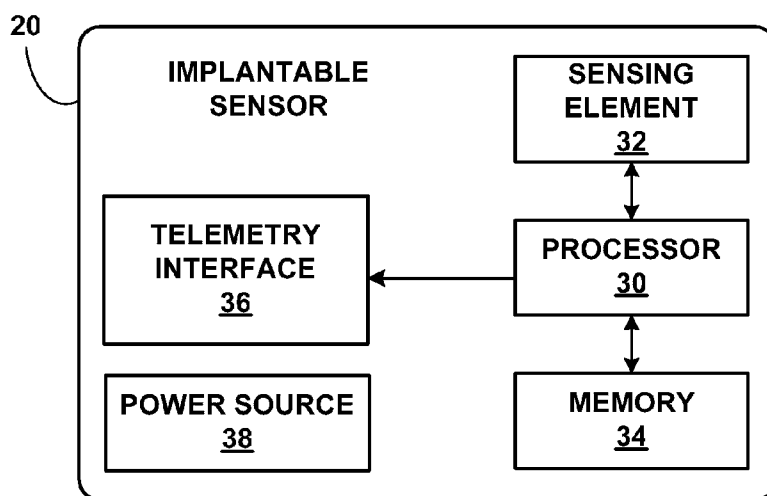 20
IMPLANTABLE
SENSOR
SENSING
ELEMENT
32
TELEMETRY
INTERFACE
36
PROCESSOR
30
POWER SOURCE
38
MEMORY
34